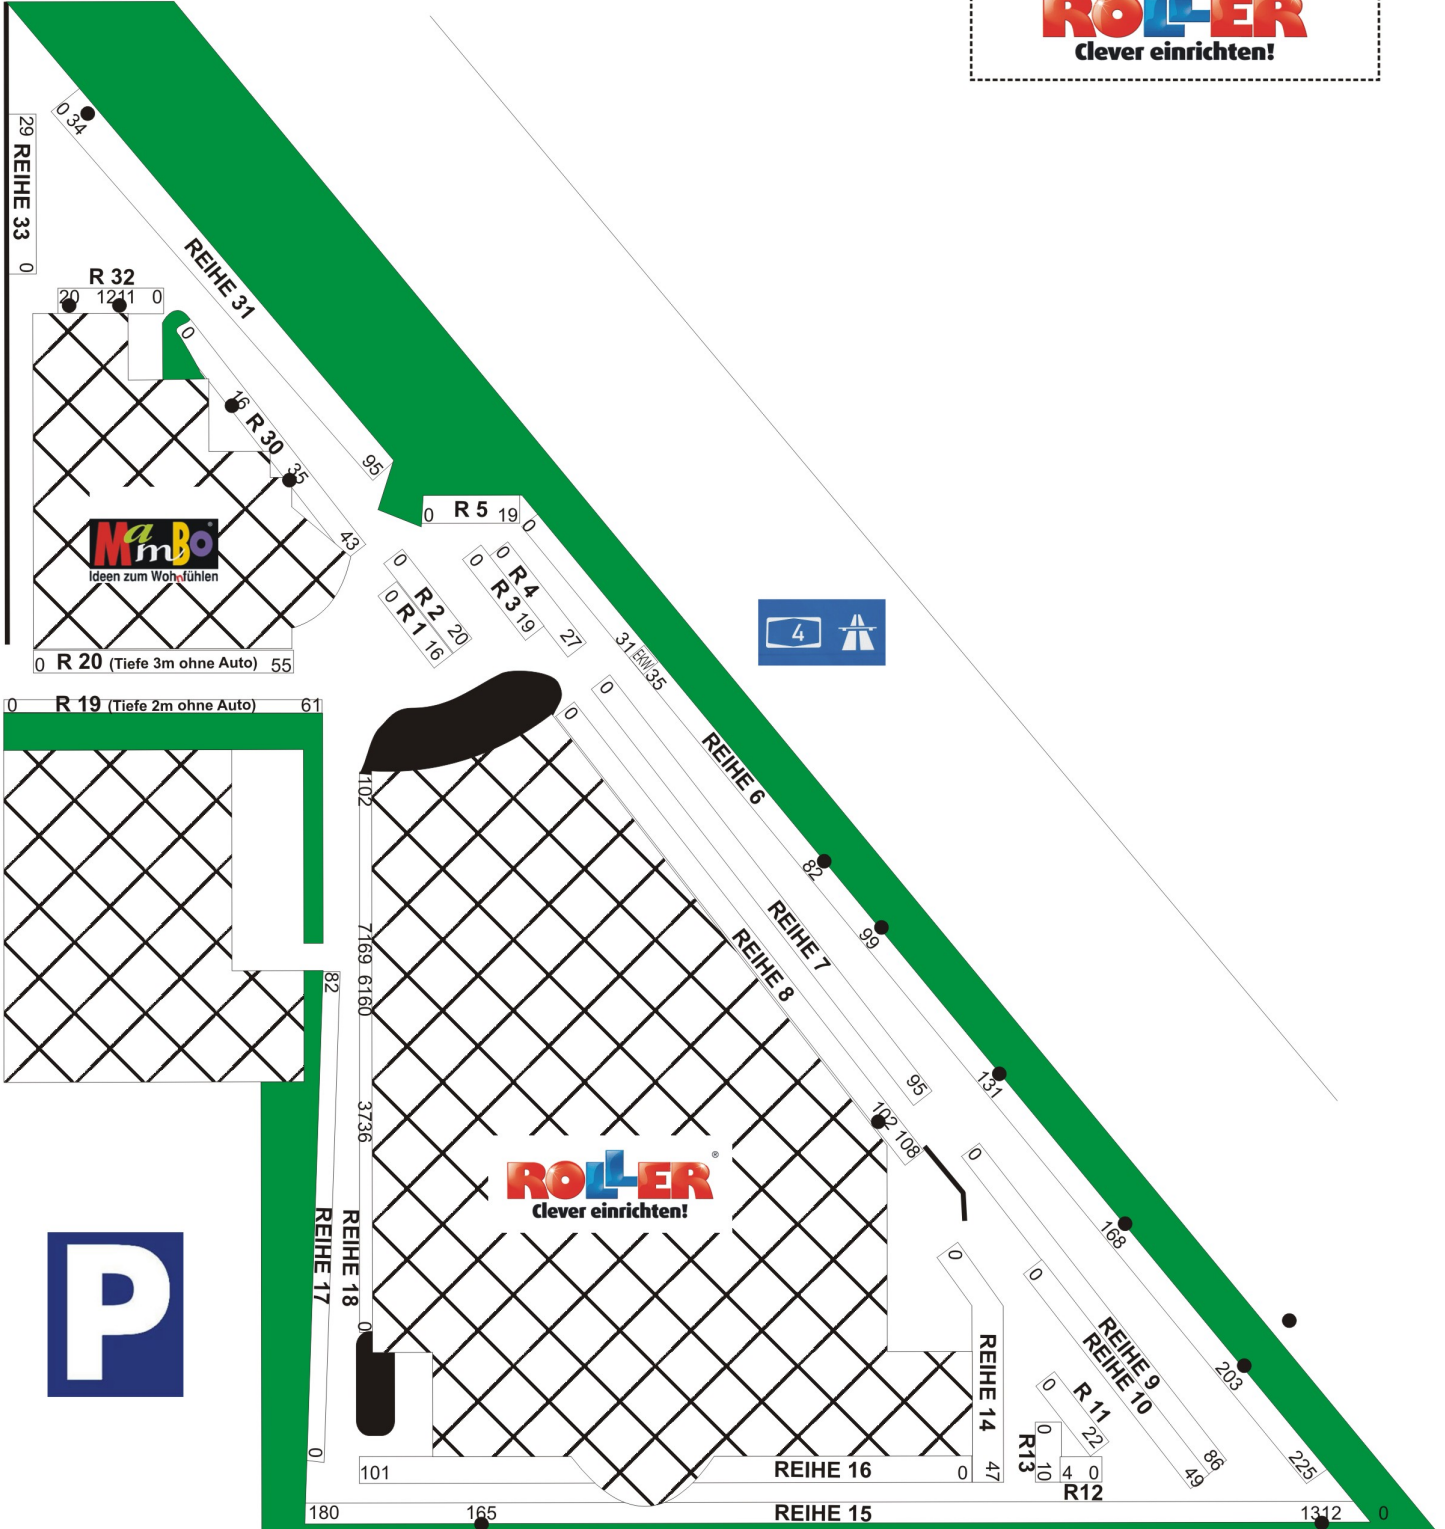 ROLLER
Clever einrichten!
0 34
29 REIHE 33 0
REIHE 31
95
R 32
20 1211 0
0 16 R 30 35 43
MamBo
Ideen zum Wohnfühlen
0 R 5 19
0 R 4 27
0 R 3 19
0 R 2 20
0 R 1 16
0 31 EKW 35
REIHE 6
82
99
131
168
203
225
4
0 R 20 (Tiefe 3m ohne Auto) 55
0 R 19 (Tiefe 2m ohne Auto) 61
0 REIHE 7 95
0 REIHE 8 102 108
102
7169 6160
3736
REIHE 18
0
82
REIHE 17
0
ROLLER®
Clever einrichten!
P
0 REIHE 9 86
0 REIHE 10 49
0 R 11 22
0 REIHE 14 47
0 R13 10
4 0
R12
101 REIHE 16 0
180 165 REIHE 15 1312 0